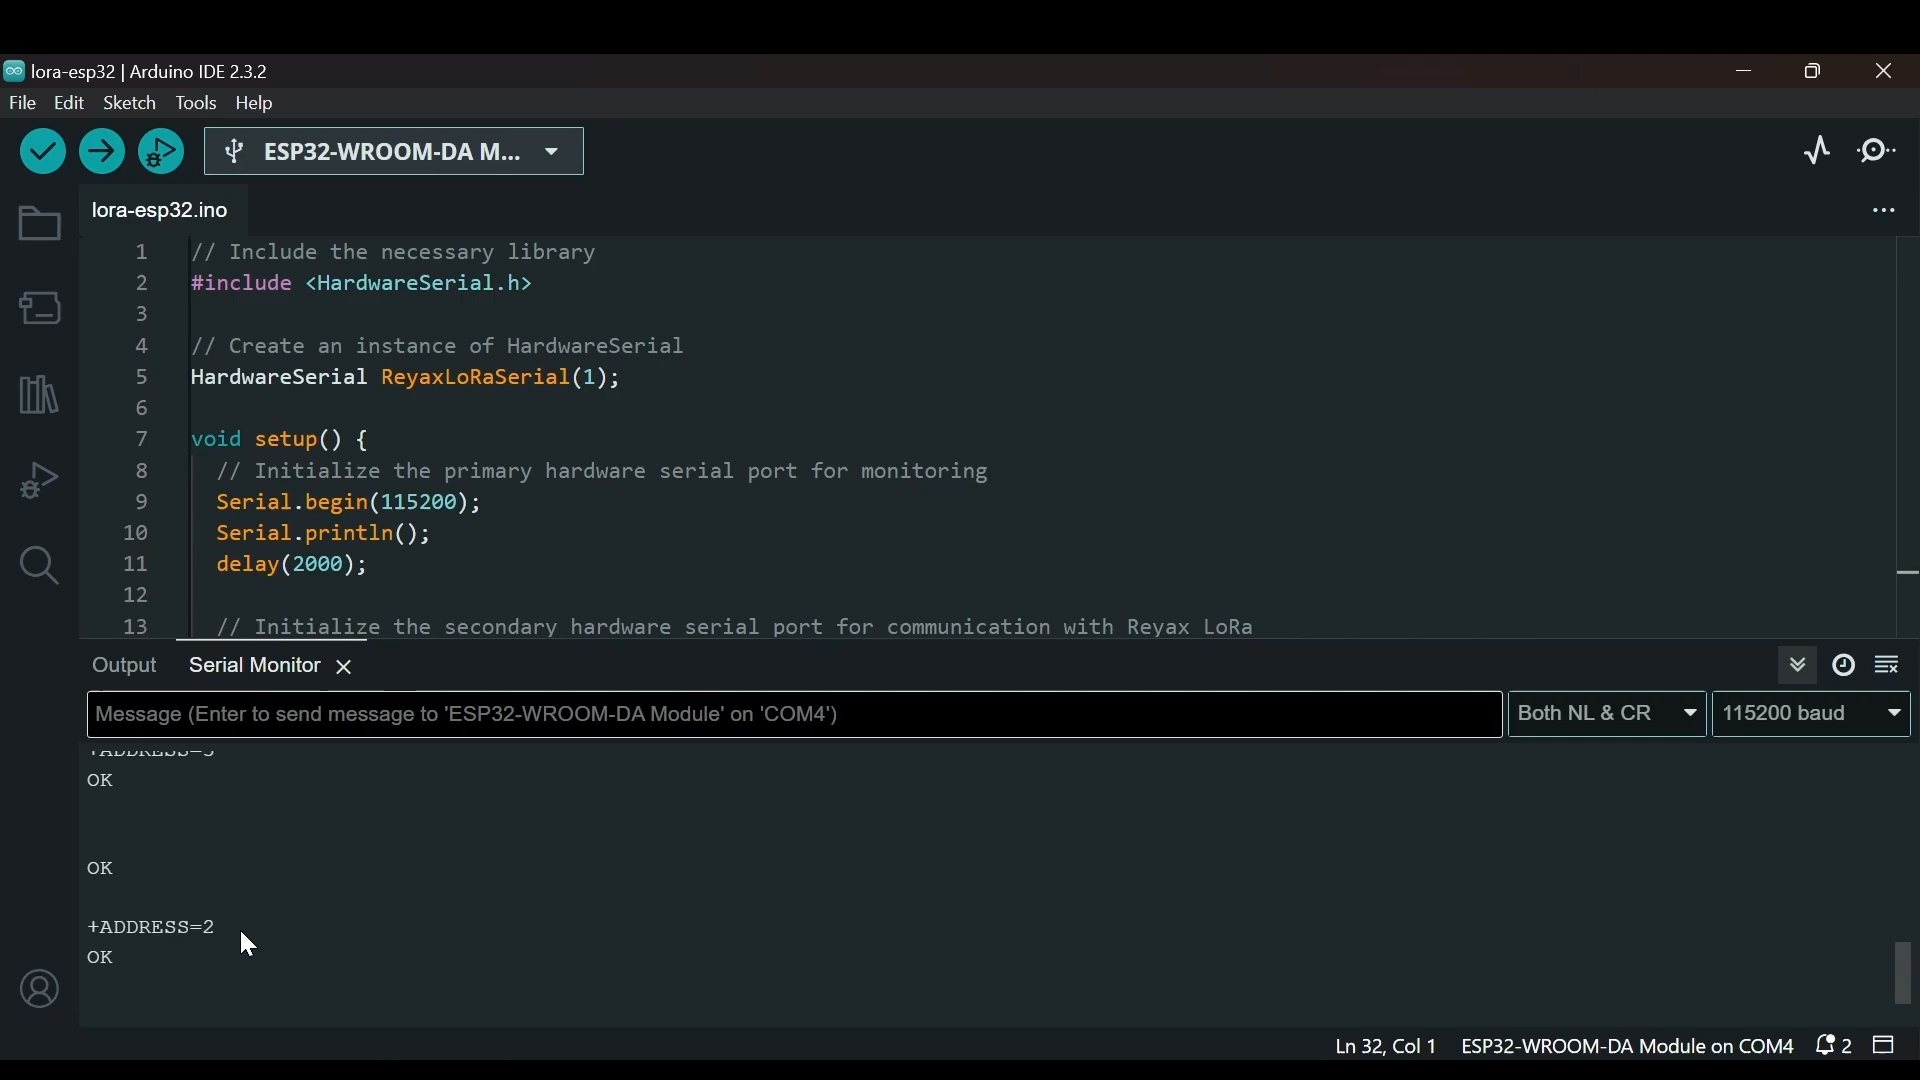 lora-esp32 | Arduino IDE 2.3.2
File Edit Sketch Tools Help
ESP32-WROOM-DA M...
lora-esp32.ino
1 // Include the necessary library
2 #include <HardwareSerial.h>
3
4 // Create an instance of HardwareSerial
5 HardwareSerial ReyaxLoRaSerial(1);
6
7 void setup() {
8 // Initialize the primary hardware serial port for monitoring
9 Serial.begin(115200);
10 Serial.println();
11 delay(2000);
12
13 // Initialize the secondary hardware serial port for communication with Reyax LoRa
Output Serial Monitor
Message (Enter to send message to 'ESP32-WROOM-DA Module' on 'COM4') Both NL & CR 115200 baud
OK
OK
+ADDRESS=2
OK
Ln 32, Col 1 ESP32-WROOM-DA Module on COM4 2